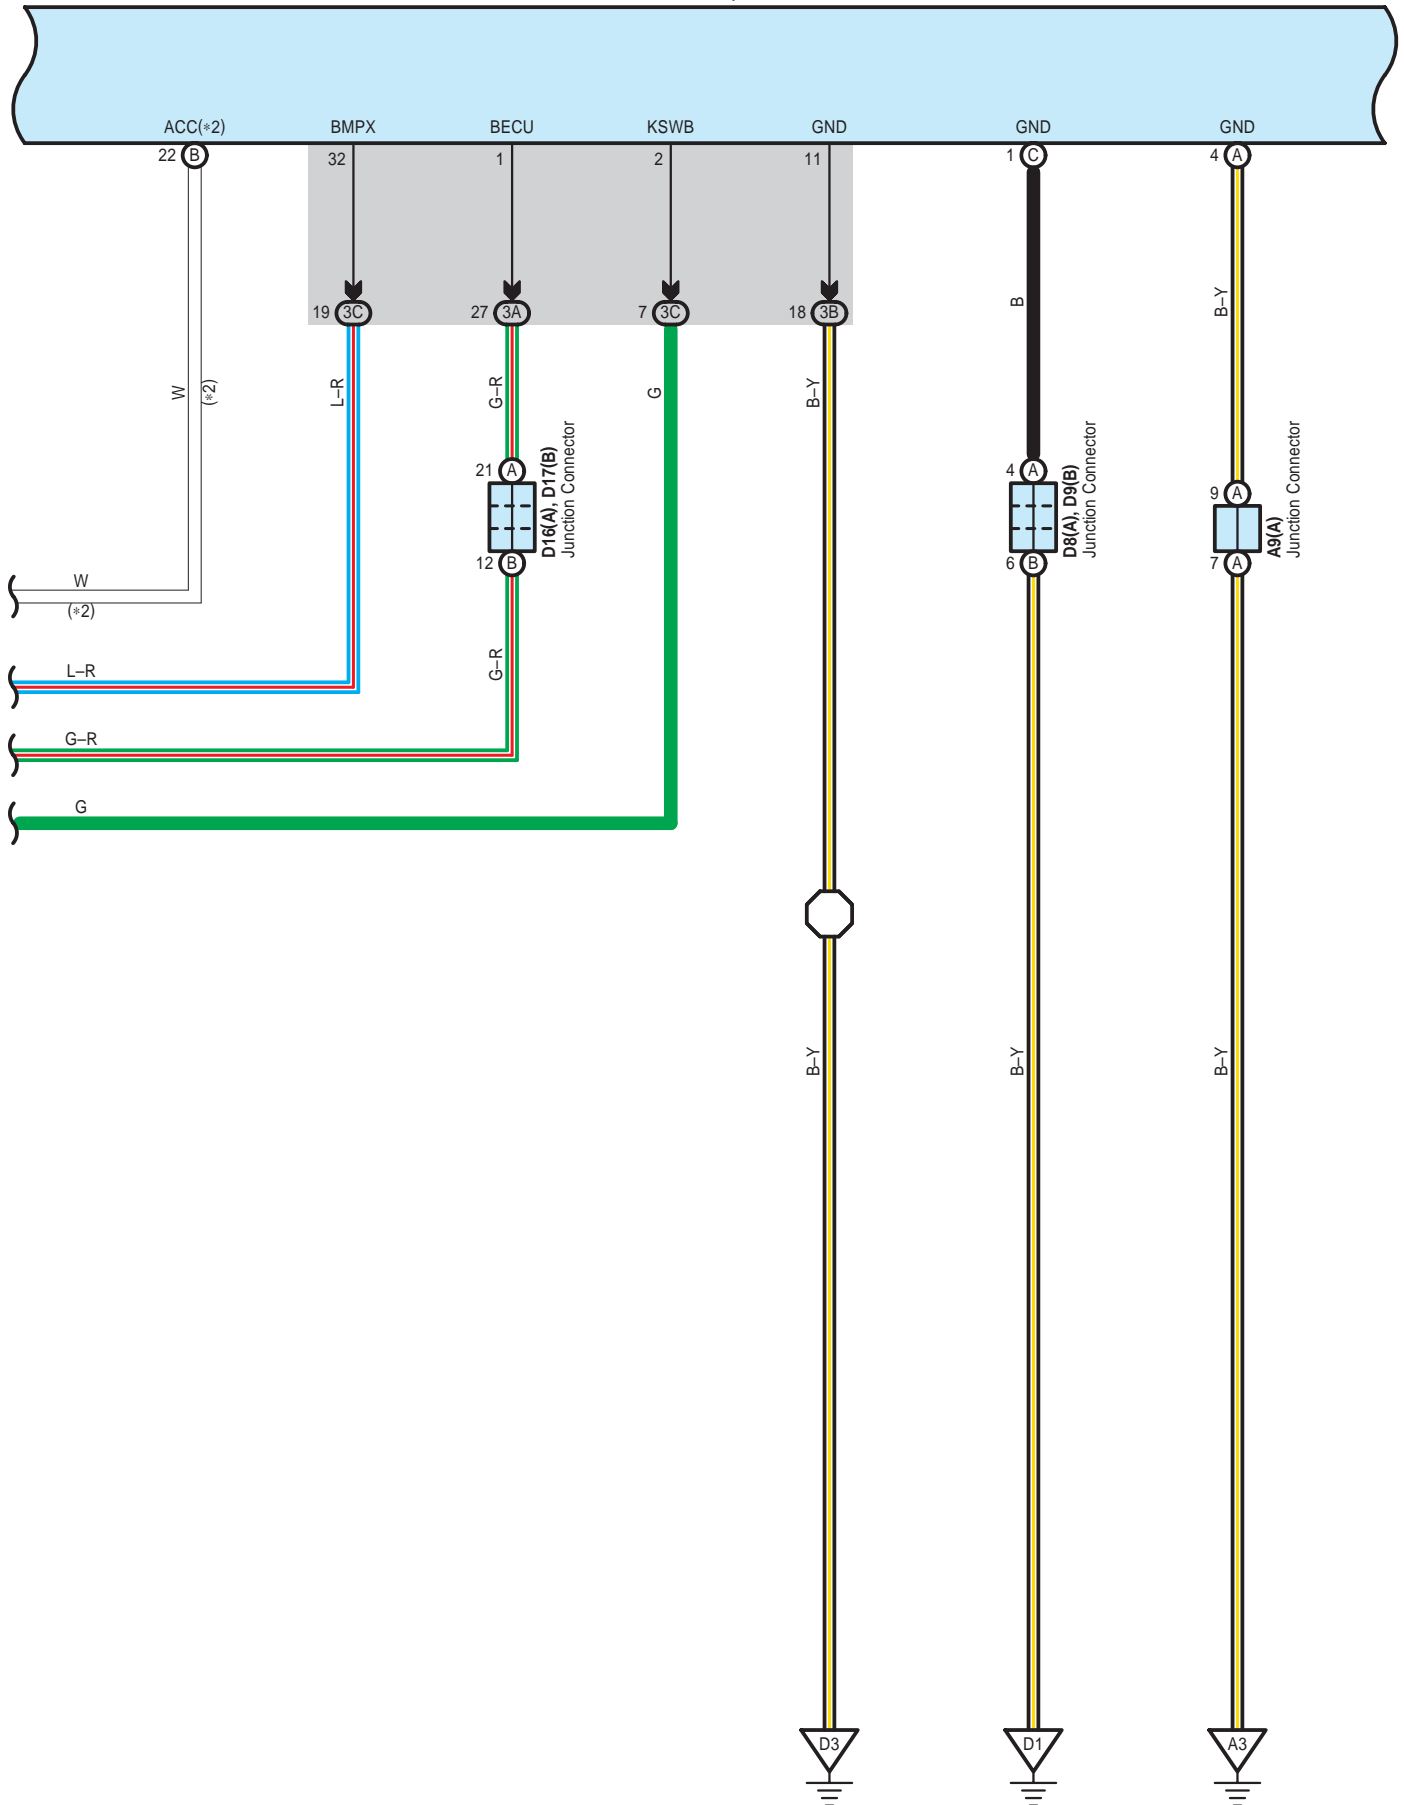 ACC(∗2) BMPX BECU KSWB GND GND GND
22 B 32 1 2 11 1 C 4 A
19 3C 27 3A 7 3C 18 3B
B B–Y
W (∗2) L–R G–R G B–Y
21 A 4 A
9 A
D16(A), D17(B)
Junction Connector
D8(A), D9(B)
Junction Connector
A9(A)
Junction Connector
12 B 6 B 7 A
W
(∗2)
L–R
G–R
G–R
G
B–Y B–Y B–Y
D3 D1 A3